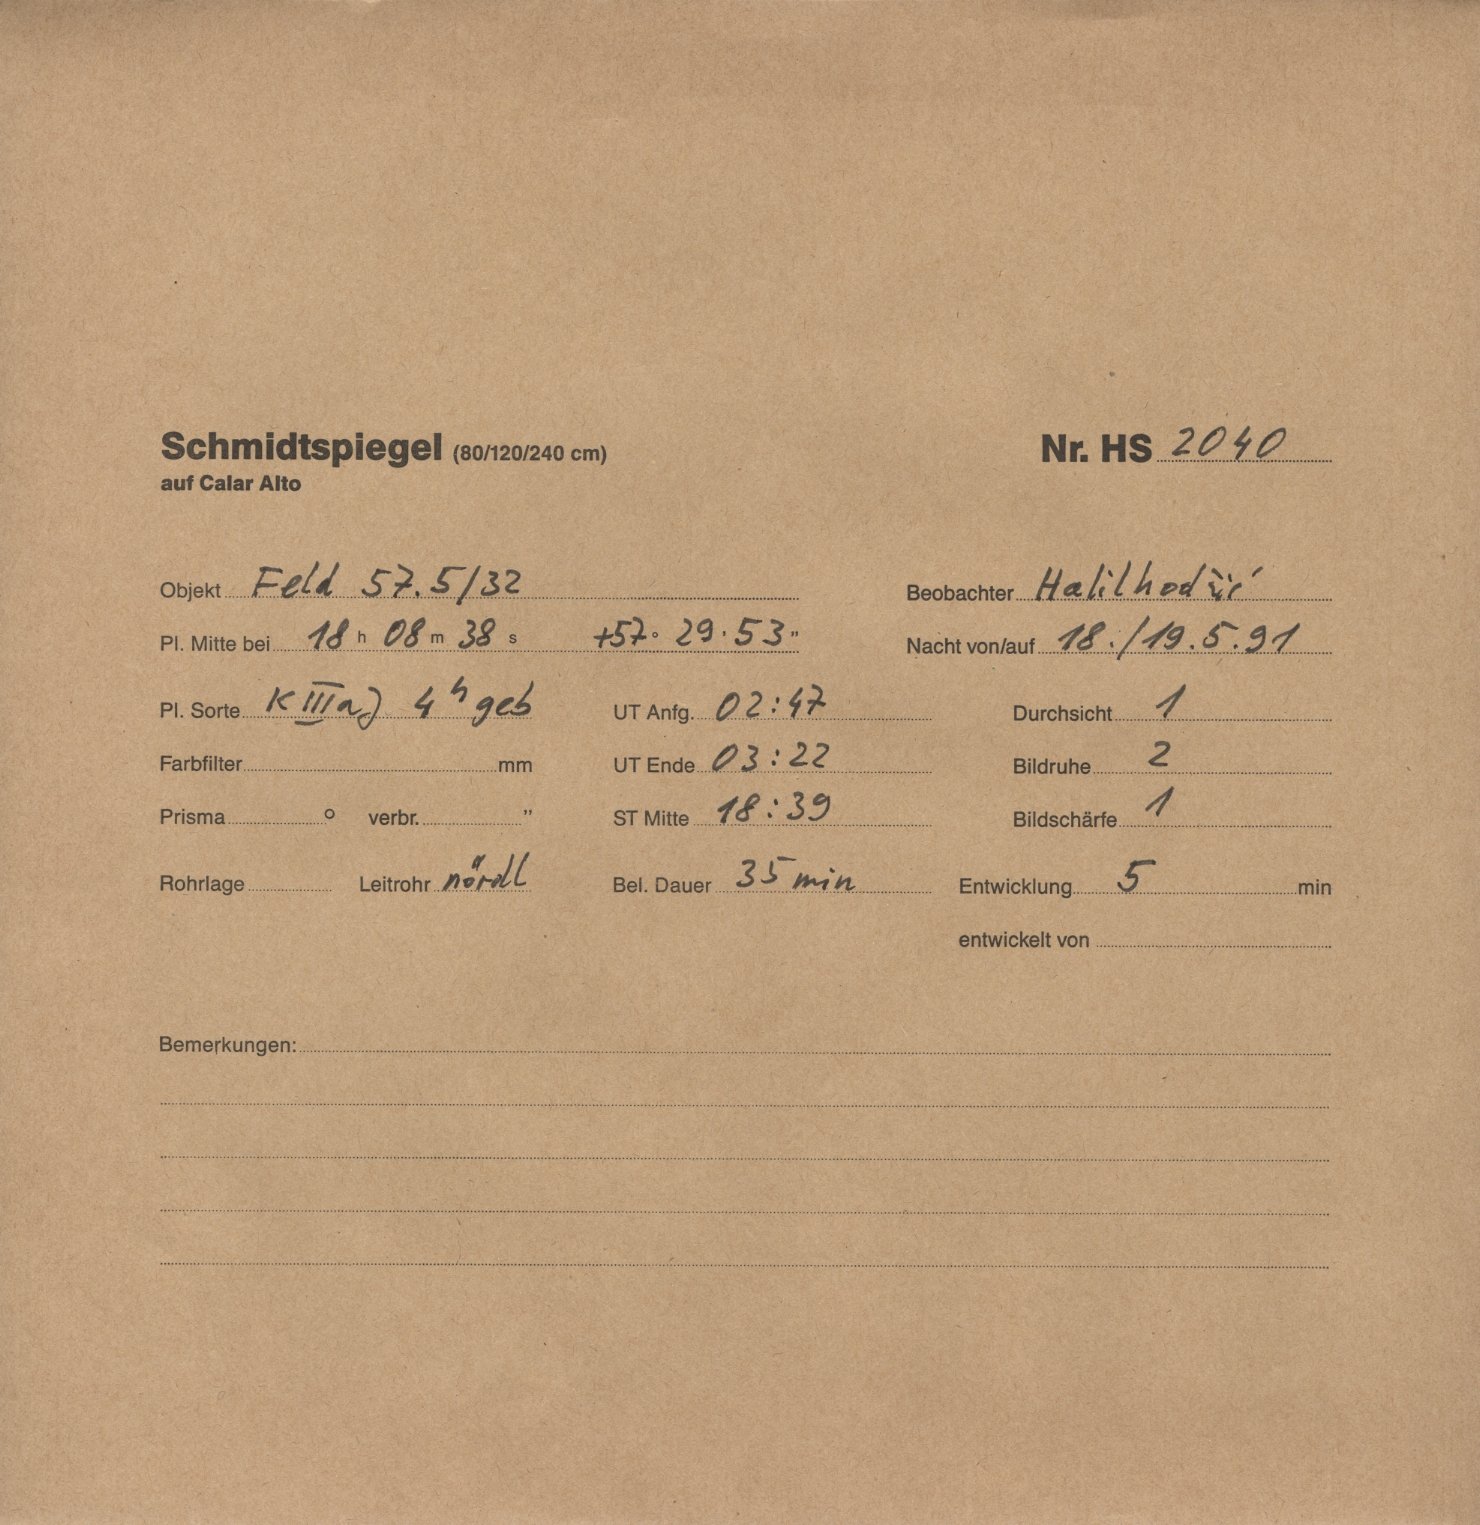 Schmidtspiegel (80/120/240 cm) Nr. HS 2040
auf Calar Alto
Objekt Feld 57.5/32 Beobachter Halilhodžić
Pl. Mitte bei 18 h 08 m 38 s +57° 29' 53" Nacht von/auf 18./19.5.91
Pl. Sorte K IIIaJ 4h geb UT Anfg. 02:47 Durchsicht 1
Farbfilter mm UT Ende 03:22 Bildruhe 2
Prisma ° verbr. " ST Mitte 18:39 Bildschärfe 1
Rohrlage Leitrohr nördl Bel. Dauer 35 min Entwicklung 5 min
entwickelt von
Bemerkungen: